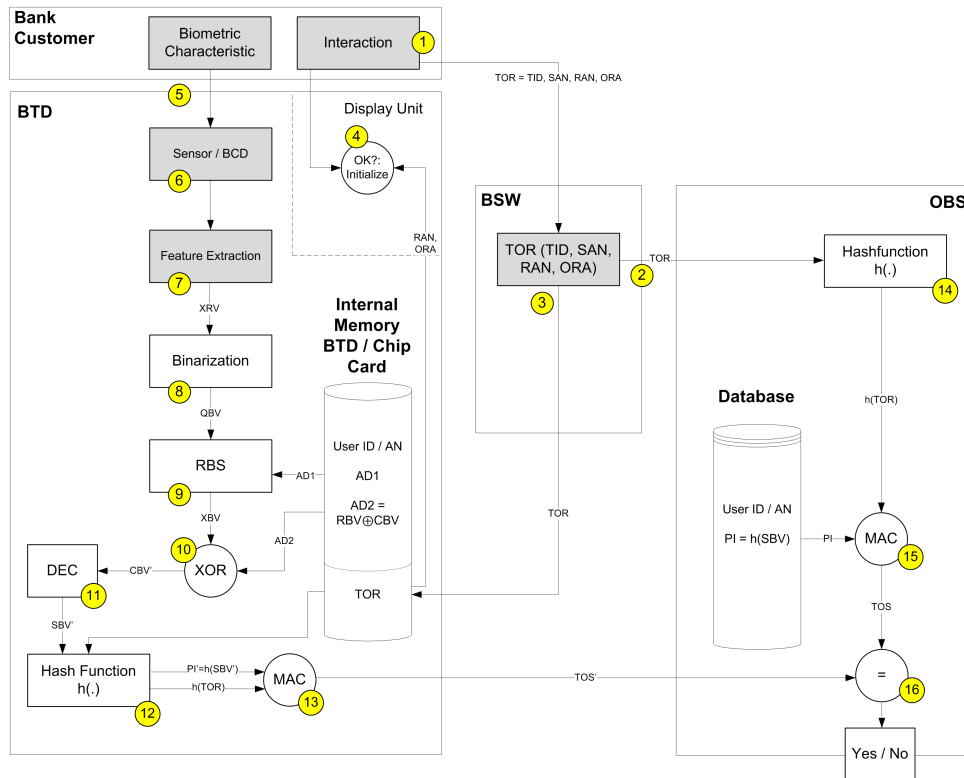 Bank
Customer
Biometric
Characteristic
Interaction
1
TOR = TID, SAN, RAN, ORA
5
BTD
Display Unit
4
OK?:
Initialize
Sensor / BCD
6
BSW
OBS
RAN,
ORA
TOR (TID, SAN,
RAN, ORA)
TOR
2
3
Hashfunction
h(.)
14
Feature Extraction
7
XRV
Internal
Memory
BTD / Chip
Card
Binarization
8
QBV
Database
h(TOR)
User ID / AN
AD1
AD2 =
RBV⊕CBV
RBS
AD1
9
XBV
AD2
TOR
User ID / AN
PI = h(SBV)
PI
MAC
15
10
XOR
CBV'
DEC
11
TOR
TOS
SBV'
Hash Function
h(.)
12
PI'=h(SBV')
h(TOR)
MAC
13
TOS'
=
16
Yes / No